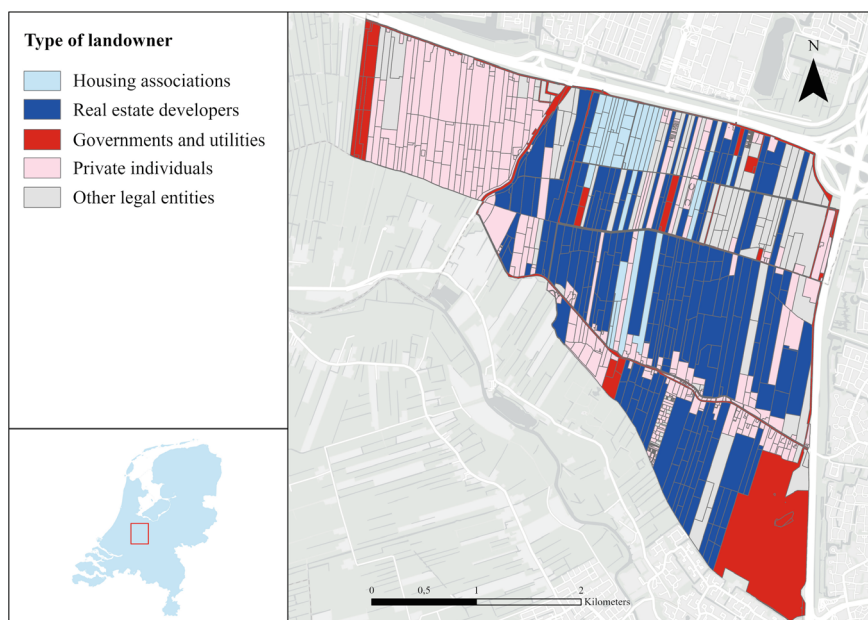 Type of landowner
Housing associations
Real estate developers
Governments and utilities
Private individuals
Other legal entities
N
0 0,5 1 2
Kilometers